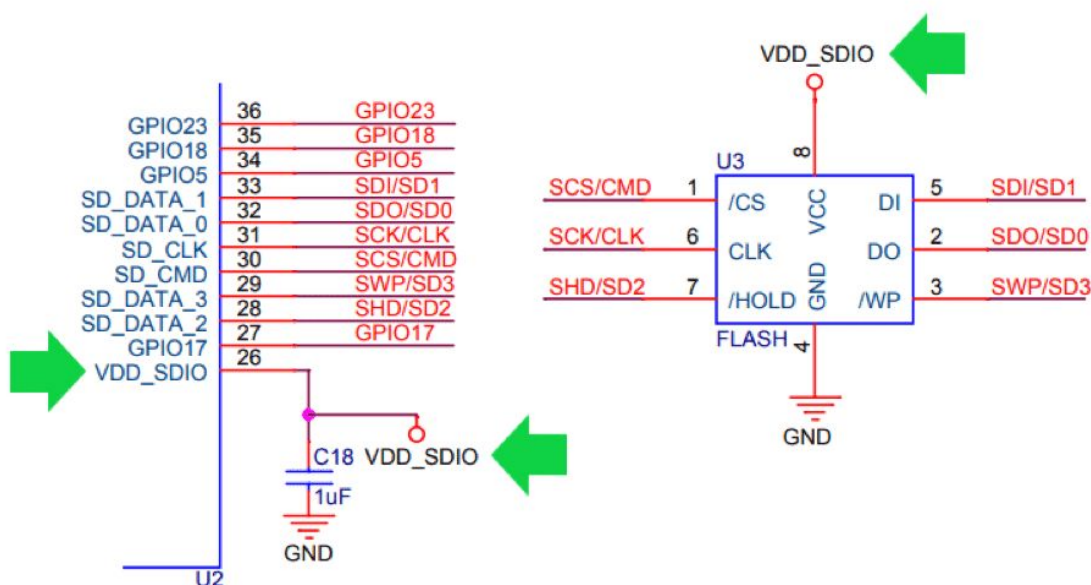 VDD_SDIO
36
GPIO23
GPIO23
35
GPIO18
GPIO18
34
GPIO5
GPIO5
33
SD_DATA_1
SDI/SD1
32
SD_DATA_0
SDO/SD0
31
SD_CLK
SCK/CLK
30
SD_CMD
SCS/CMD
29
SD_DATA_3
SWP/SD3
28
SD_DATA_2
SHD/SD2
27
GPIO17
GPIO17
26
VDD_SDIO
C18
VDD_SDIO
1uF
GND
U2
8
U3
SCS/CMD
1
/CS
VCC
DI
5
SDI/SD1
SCK/CLK
6
CLK
DO
2
SDO/SD0
SHD/SD2
7
/HOLD
GND
/WP
3
SWP/SD3
FLASH
4
GND